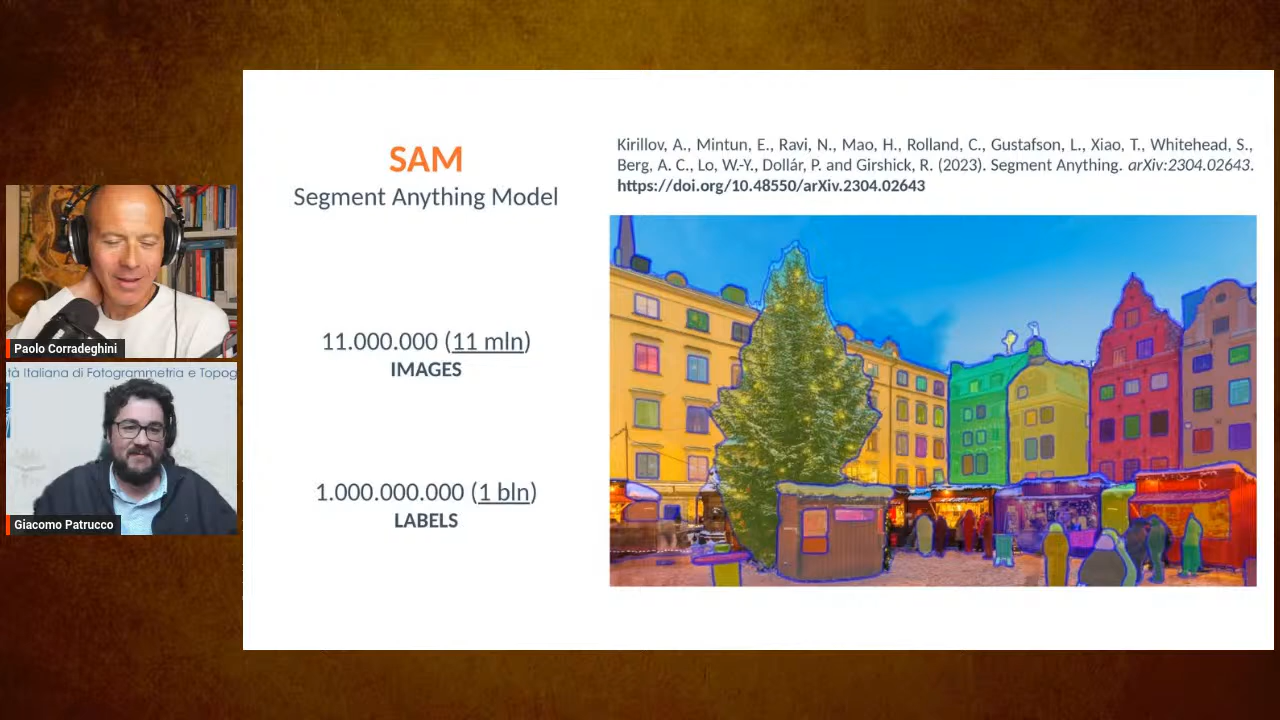 SAM
Segment Anything Model
11.000.000 (11 mln)
IMAGES
1.000.000.000 (1 bln)
LABELS
Kirillov, A., Mintun, E., Ravi, N., Mao, H., Rolland, C., Gustafson, L., Xiao, T., Whitehead, S.,
Berg, A. C., Lo, W.-Y., Dollár, P. and Girshick, R. (2023). Segment Anything. arXiv:2304.02643.
https://doi.org/10.48550/arXiv.2304.02643
Paolo Corradeghini
tà Italiana di Fotogrammetria e Topog
Giacomo Patrucco